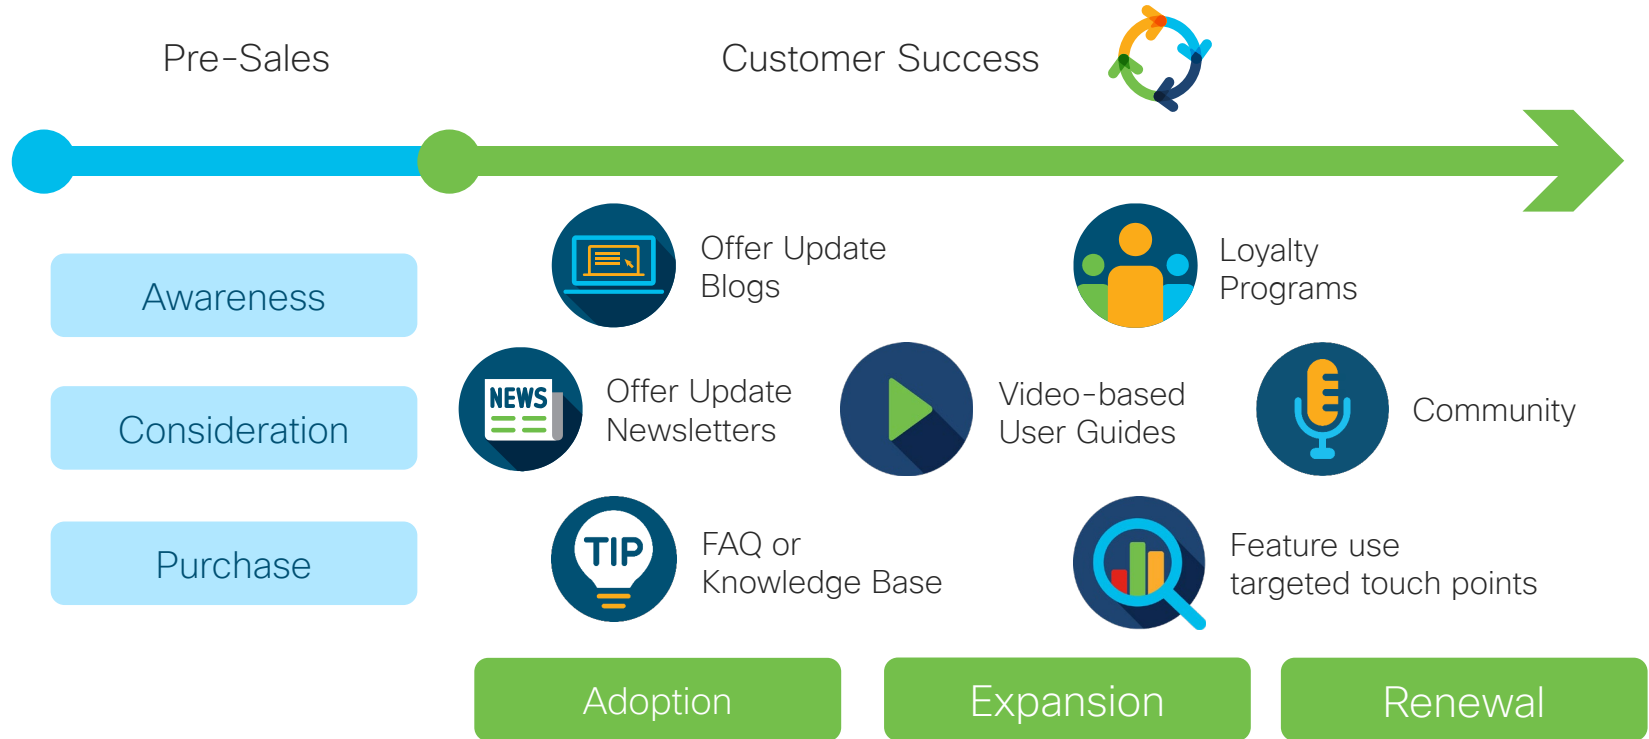 Pre-Sales
Customer Success
Awareness
Consideration
Purchase
Offer Update
Blogs
Loyalty
Programs
NEWS
Offer Update
Newsletters
Video-based
User Guides
Community
TIP
FAQ or
Knowledge Base
Feature use
targeted touch points
Adoption
Expansion
Renewal